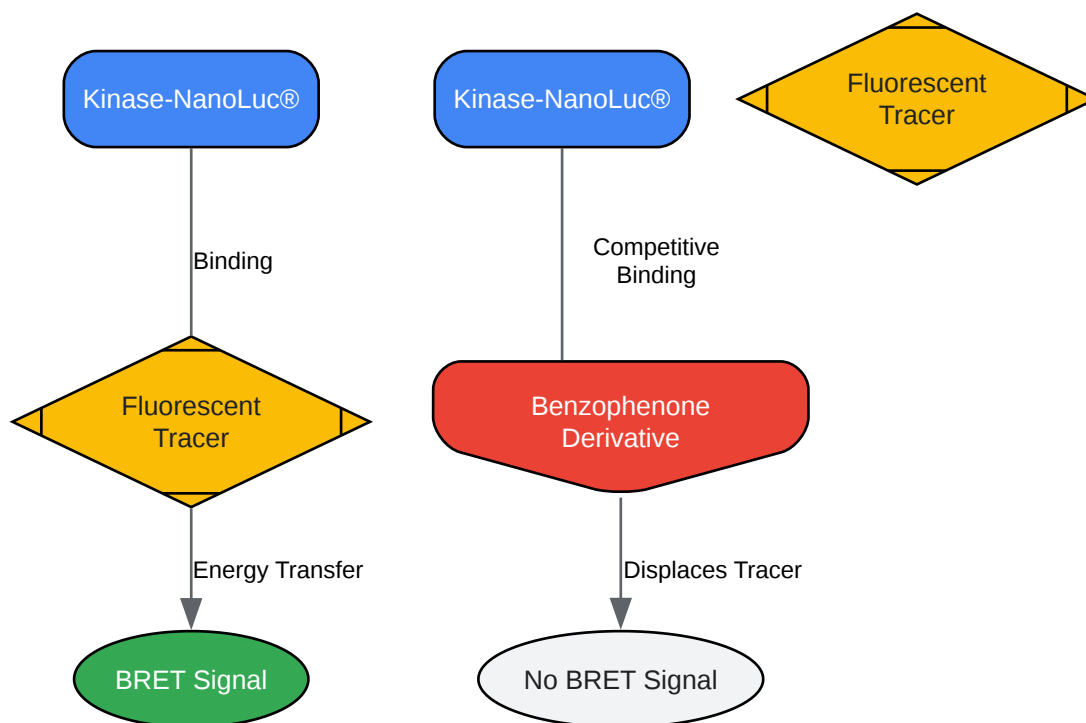 Kinase-NanoLuc®
Binding
Fluorescent
Tracer
Energy Transfer
BRET Signal
Kinase-NanoLuc®
Competitive
Binding
Benzophenone
Derivative
Displaces Tracer
No BRET Signal
Fluorescent
Tracer